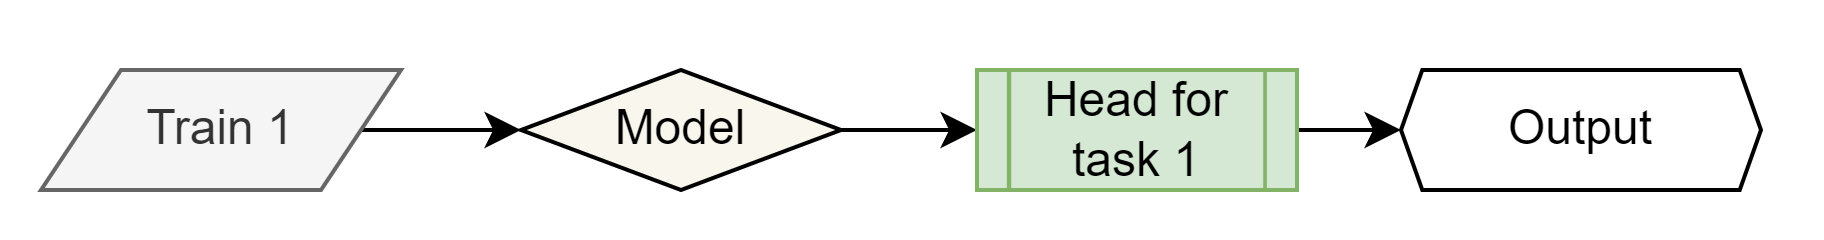 Train 1
Model
Head for
task 1
Output